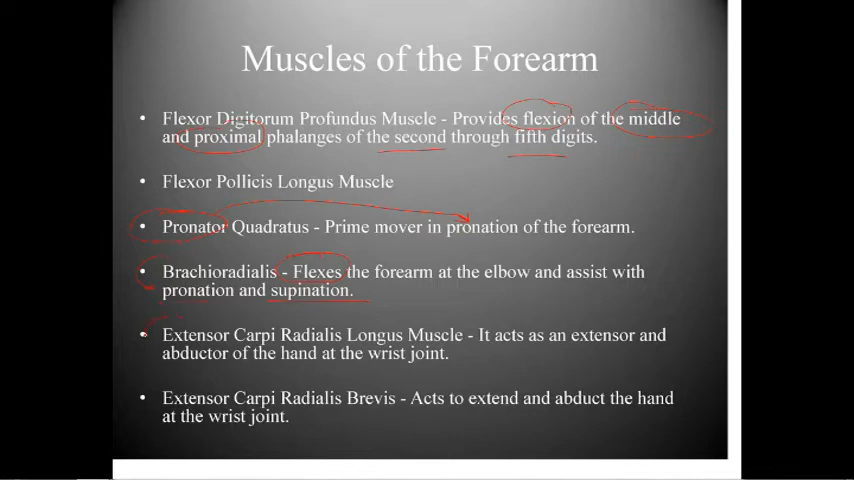 Muscles of the Forearm
• Flexor Digitorum Profundus Muscle - Provides flexion of the middle
and proximal phalanges of the second through fifth digits.
• Flexor Pollicis Longus Muscle
• Pronator Quadratus - Prime mover in pronation of the forearm.
• Brachioradialis - Flexes the forearm at the elbow and assist with
pronation and supination.
• Extensor Carpi Radialis Longus Muscle - It acts as an extensor and
abductor of the hand at the wrist joint.
• Extensor Carpi Radialis Brevis - Acts to extend and abduct the hand
at the wrist joint.